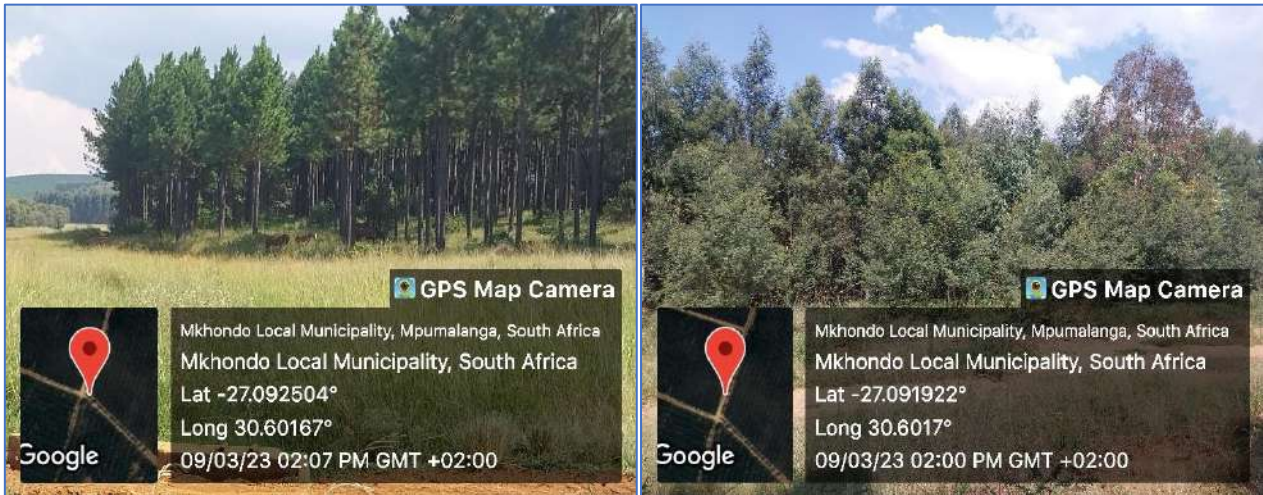 GPS Map Camera
Mkhondo Local Municipality, Mpumalanga, South Africa
Mkhondo Local Municipality, South Africa
Lat -27.092504°
Long 30.60167°
09/03/23 02:07 PM GMT +02:00
Google
GPS Map Camera
Mkhondo Local Municipality, Mpumalanga, South Africa
Mkhondo Local Municipality, South Africa
Lat -27.091922°
Long 30.6017°
09/03/23 02:00 PM GMT +02:00
Google